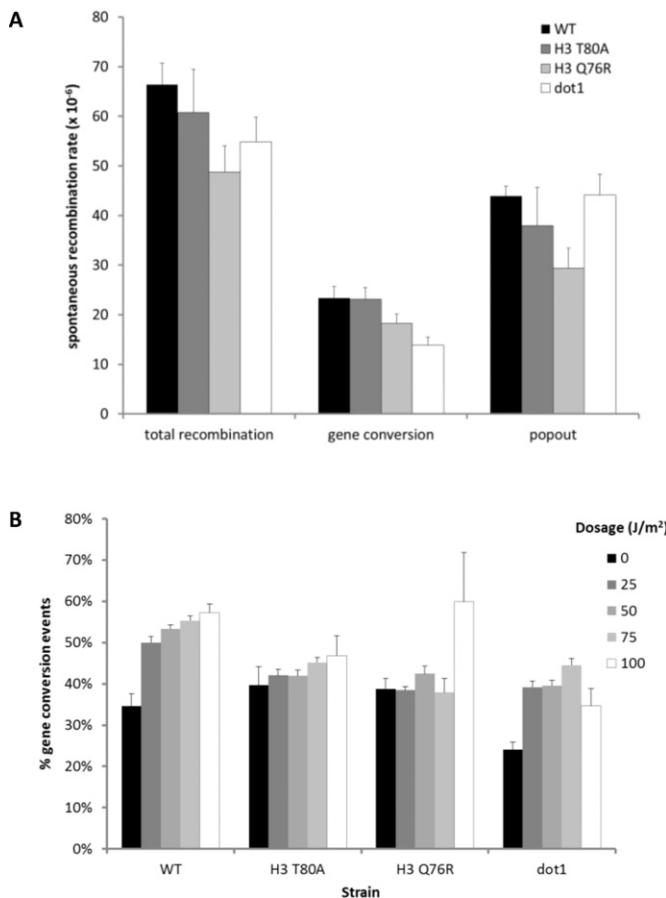 A
WT
H3 T80A
H3 Q76R
dot1
spontaneous recombination rate (x 10⁻⁶)
80
70
60
50
40
30
20
10
0
total recombination
gene conversion
popout
B
Dosage (J/m²)
0
25
50
75
100
% gene conversion events
80%
70%
60%
50%
40%
30%
20%
10%
0%
WT
H3 T80A
H3 Q76R
dot1
Strain